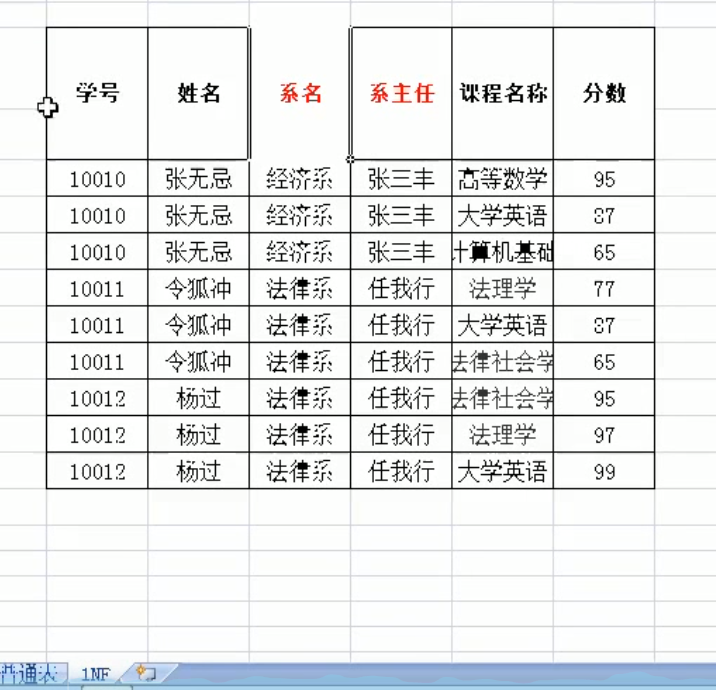 学号 姓名 系名 系主任 课程名称 分数
10010 张无忌 经济系 张三丰 高等数学 95
10010 张无忌 经济系 张三丰 大学英语 87
10010 张无忌 经济系 张三丰 计算机基础 65
10011 令狐冲 法律系 任我行 法理学 77
10011 令狐冲 法律系 任我行 大学英语 87
10011 令狐冲 法律系 任我行 法律社会学 65
10012 杨过 法律系 任我行 法律社会学 95
10012 杨过 法律系 任我行 法理学 97
10012 杨过 法律系 任我行 大学英语 99
普通表 1NF